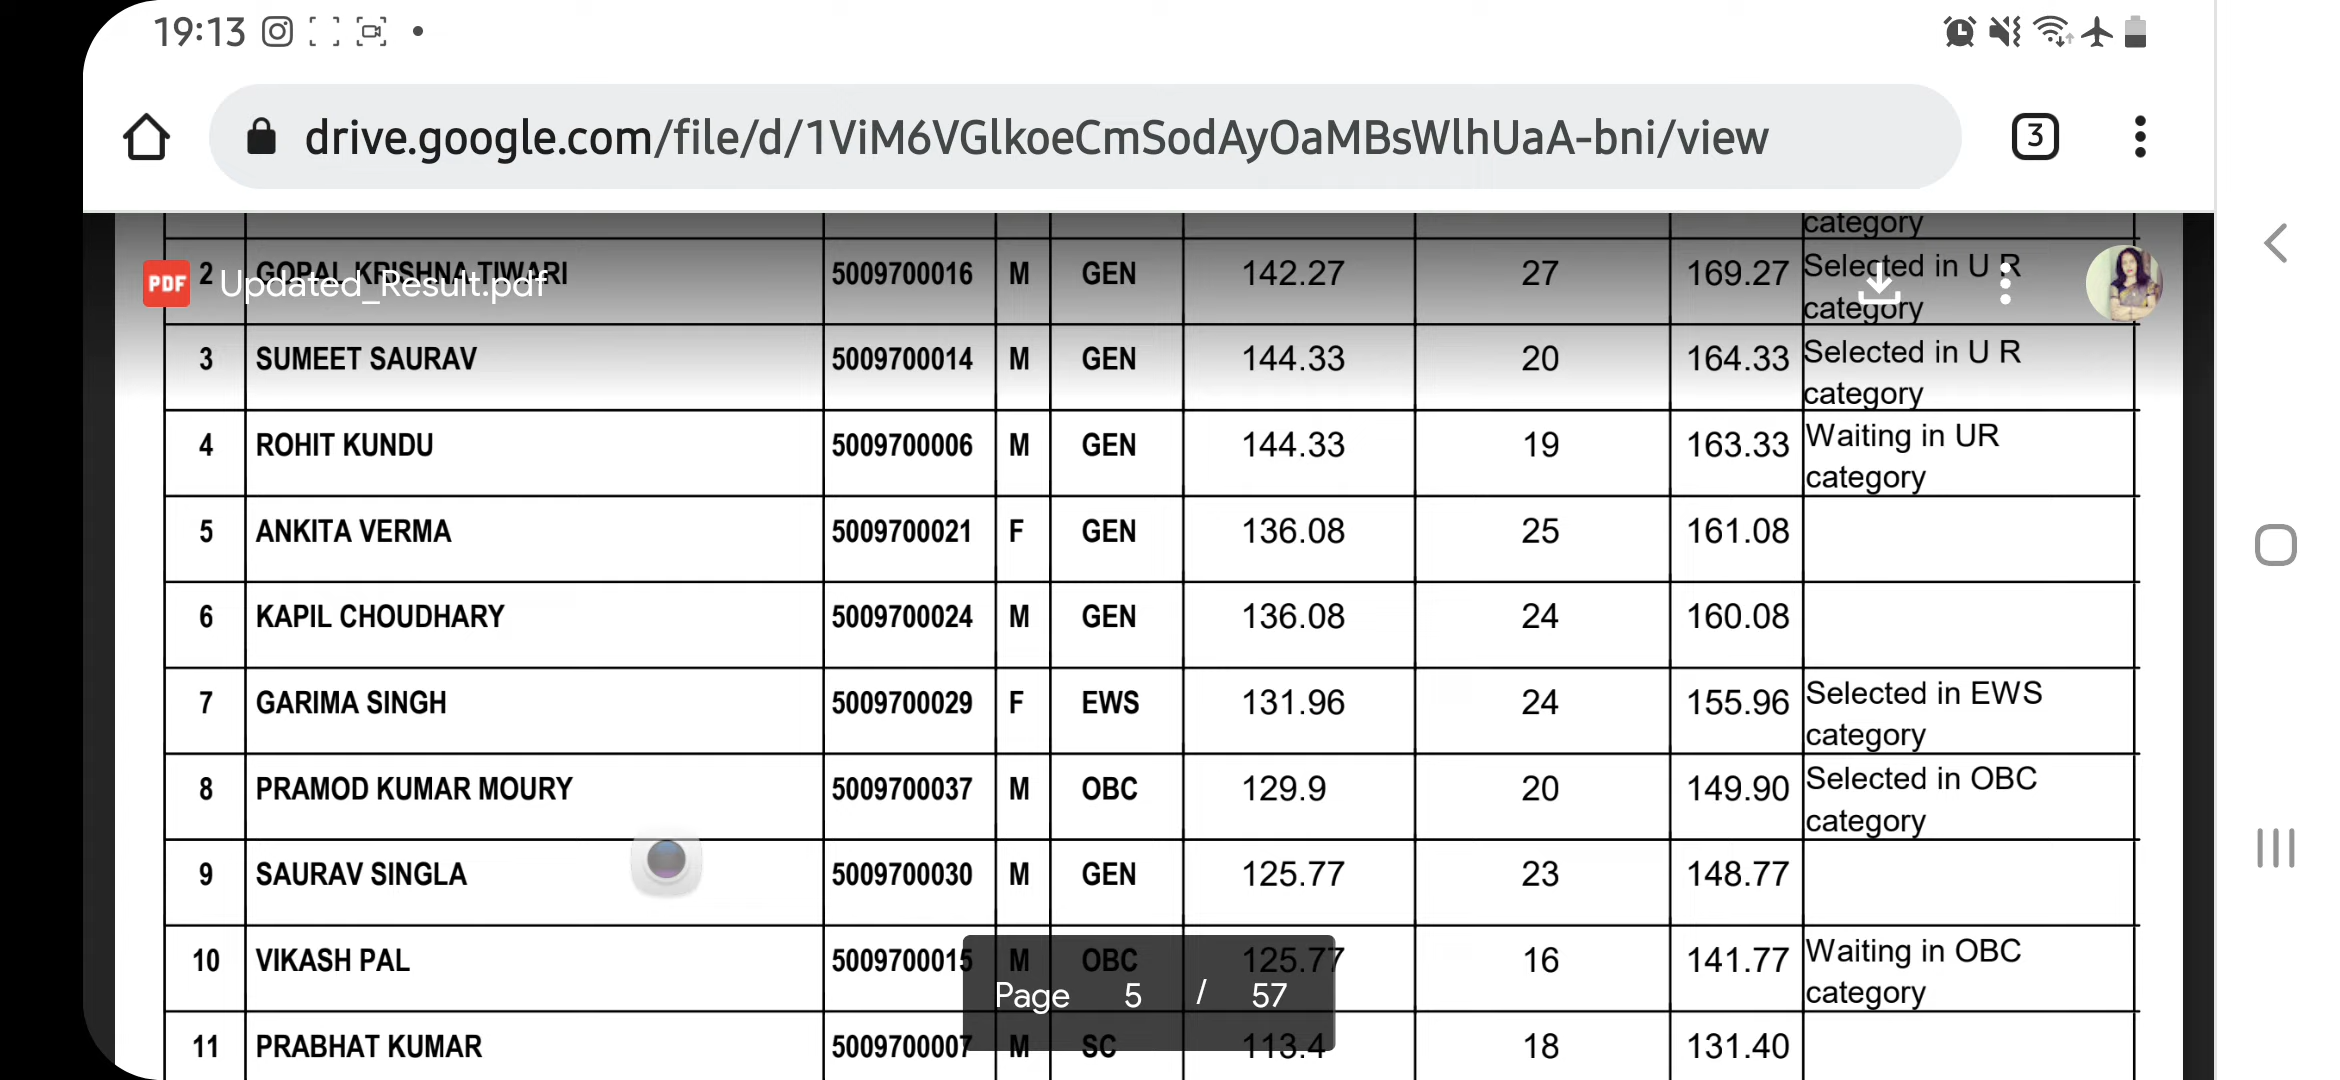 19:13
drive.google.com/file/d/1ViM6VGlkoeCmSodAyOaMBsWlhUaA-bni/view 3
category
PDF Updated_Result.pdf
2 GOPAL KRISHNA TIWARI 5009700016 M GEN 142.27 27 169.27 Selected in U R
category
3 SUMEET SAURAV 5009700014 M GEN 144.33 20 164.33 Selected in U R
category
4 ROHIT KUNDU 5009700006 M GEN 144.33 19 163.33 Waiting in UR
category
5 ANKITA VERMA 5009700021 F GEN 136.08 25 161.08
6 KAPIL CHOUDHARY 5009700024 M GEN 136.08 24 160.08
7 GARIMA SINGH 5009700029 F EWS 131.96 24 155.96 Selected in EWS
category
8 PRAMOD KUMAR MOURY 5009700037 M OBC 129.9 20 149.90 Selected in OBC
category
9 SAURAV SINGLA 5009700030 M GEN 125.77 23 148.77
10 VIKASH PAL 5009700015 M OBC 125.77 16 141.77 Waiting in OBC
category
Page 5 / 57
11 PRABHAT KUMAR 5009700007 M SC 113.4 18 131.40